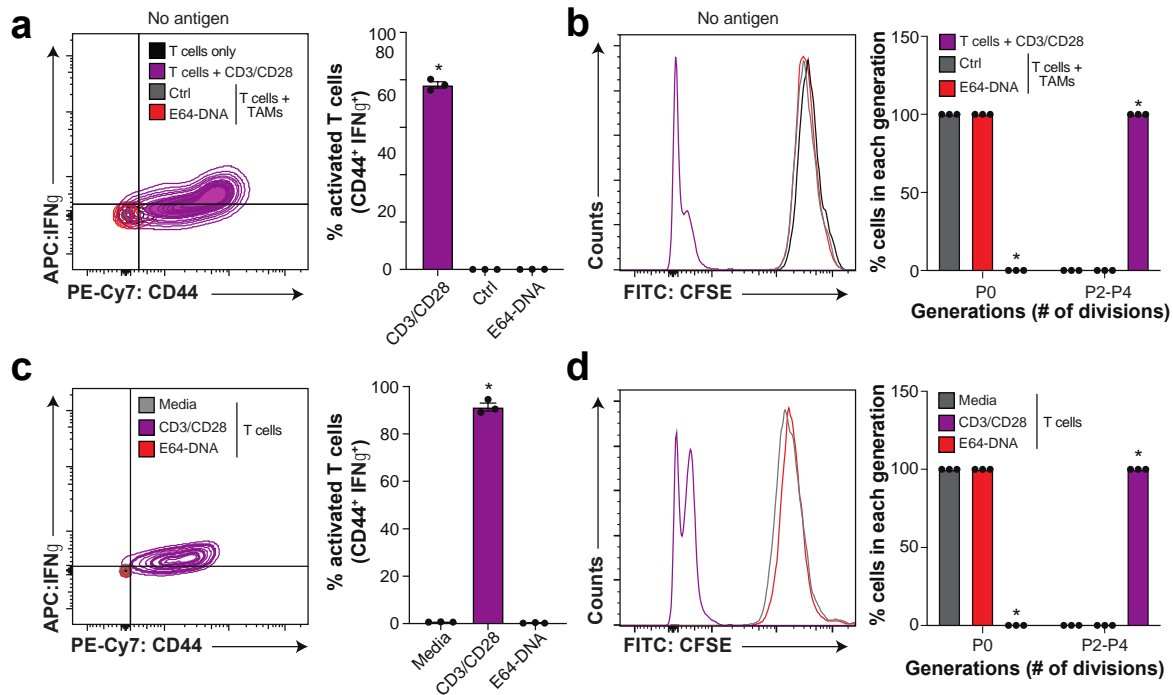 a
No antigen
T cells only
T cells + CD3/CD28
Ctrl
E64-DNA
T cells +
TAMs
APC:IFNg
PE-Cy7: CD44
% activated T cells
(CD44⁺ IFNg⁺)
100
80
80
60
40
20
0
CD3/CD28
Ctrl
E64-DNA
*
b
No antigen
Counts
FITC: CFSE
T cells + CD3/CD28
Ctrl
E64-DNA
T cells +
TAMs
% cells in each generation
150
100
50
0
*
*
P0
P2-P4
Generations (# of divisions)
c
Media
CD3/CD28
E64-DNA
T cells
APC:IFNg
PE-Cy7: CD44
% activated T cells
(CD44⁺ IFNg⁺)
100
80
60
40
20
0
*
Media
CD3/CD28
E64-DNA
d
Counts
FITC: CFSE
Media
CD3/CD28
E64-DNA
T cells
% cells in each generation
150
100
50
0
*
*
P0
P2-P4
Generations (# of divisions)